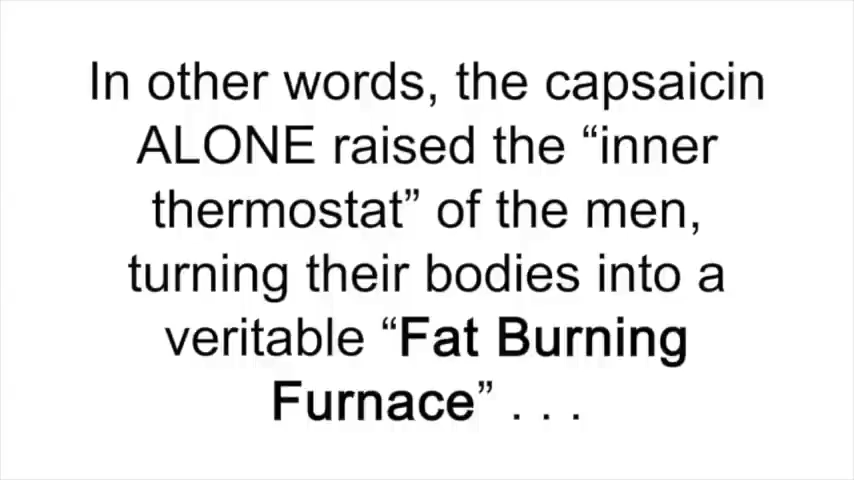 In other words, the capsaicin
ALONE raised the “inner
thermostat” of the men,
turning their bodies into a
veritable “Fat Burning
Furnace” . . .